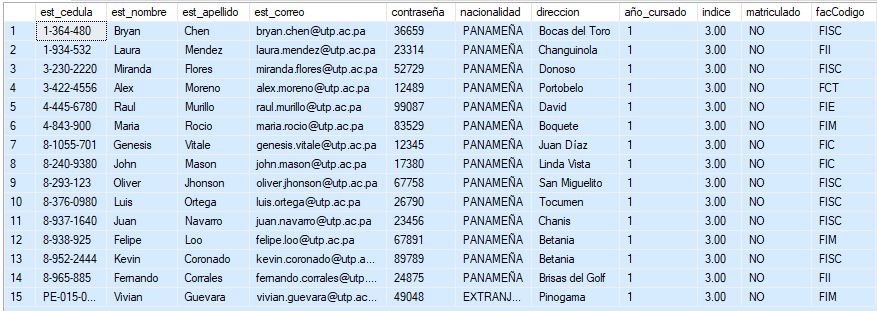 est_cedula est_nombre est_apellido est_correo contraseña nacionalidad direccion año_cursado indice matriculado facCodigo
1 1-364-480 Bryan Chen bryan.chen@utp.ac.pa 36659 PANAMEÑA Bocas del Toro 1 3.00 NO FISC
2 1-934-532 Laura Mendez laura.mendez@utp.ac.pa 23314 PANAMEÑA Changuinola 1 3.00 NO FII
3 3-230-2220 Miranda Flores miranda.flores@utp.ac.pa 52729 PANAMEÑA Donoso 1 3.00 NO FISC
4 3-422-4556 Alex Moreno alex.moreno@utp.ac.pa 12489 PANAMEÑA Portobelo 1 3.00 NO FCT
5 4-445-6780 Raul Murillo raul.murillo@utp.ac.pa 99087 PANAMEÑA David 1 3.00 NO FIE
6 4-843-900 Maria Rocio maria.rocio@utp.ac.pa 83529 PANAMEÑA Boquete 1 3.00 NO FIM
7 8-1055-701 Genesis Vitale genesis.vitale@utp.ac.pa 12345 PANAMEÑA Juan Díaz 1 3.00 NO FIC
8 8-240-9380 John Mason john.mason@utp.ac.pa 17380 PANAMEÑA Linda Vista 1 3.00 NO FIC
9 8-293-123 Oliver Jhonson oliver.jhonson@utp.ac.pa 67758 PANAMEÑA San Miguelito 1 3.00 NO FISC
10 8-376-0980 Luis Ortega luis.ortega@utp.ac.pa 26790 PANAMEÑA Tocumen 1 3.00 NO FISC
11 8-937-1640 Juan Navarro juan.navarro@utp.ac.pa 23456 PANAMEÑA Chanis 1 3.00 NO FISC
12 8-938-925 Felipe Loo felipe.loo@utp.ac.pa 67891 PANAMEÑA Betania 1 3.00 NO FIM
13 8-952-2444 Kevin Coronado kevin.coronado@utp.a... 89789 PANAMEÑA Betania 1 3.00 NO FISC
14 8-965-885 Fernando Corrales fernando.corrales@utp... 24875 PANAMEÑA Brisas del Golf 1 3.00 NO FII
15 PE-015-0... Vivian Guevara vivian.guevara@utp.ac... 49048 EXTRANJ... Pinogama 1 3.00 NO FIM